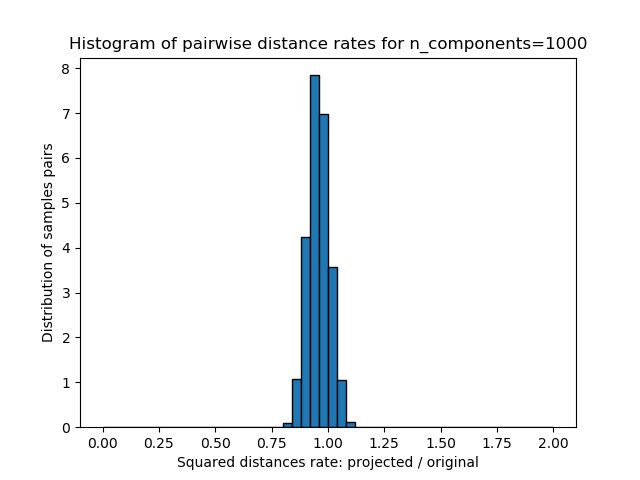 Histogram of pairwise distance rates for n_components=1000
Distribution of samples pairs
8
7
6
5
4
3
2
1
0
0.00 0.25 0.50 0.75 1.00 1.25 1.50 1.75 2.00
Squared distances rate: projected / original